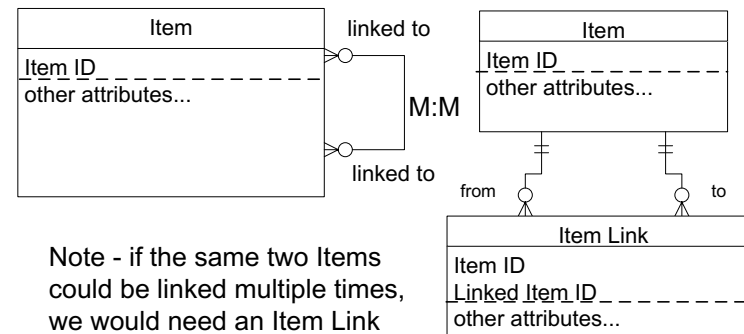 Item
linked to
Item ID
other attributes...
M:M
linked to
Item
Item ID
other attributes...
from
to
Item Link
Item ID
Linked Item ID
other attributes...
Note - if the same two Items
could be linked multiple times,
we would need an Item Link